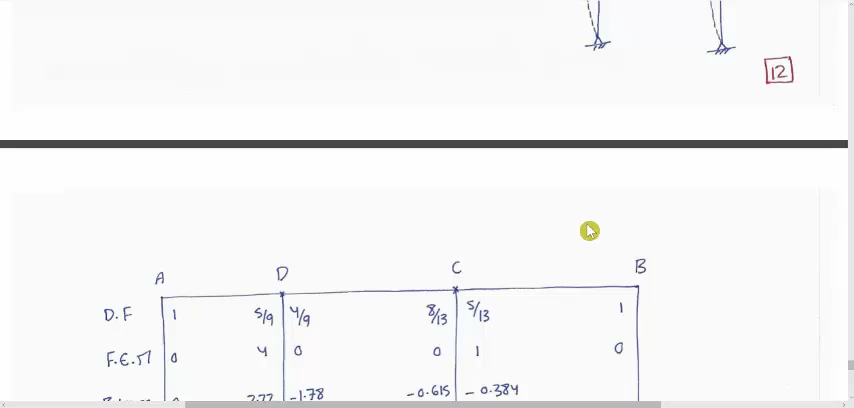 12
A D C B
D.F 1 5/9 4/9 8/13 5/13 1
F.E.M 0 4 0 0 1 0
-1.78 -0.615 -0.384